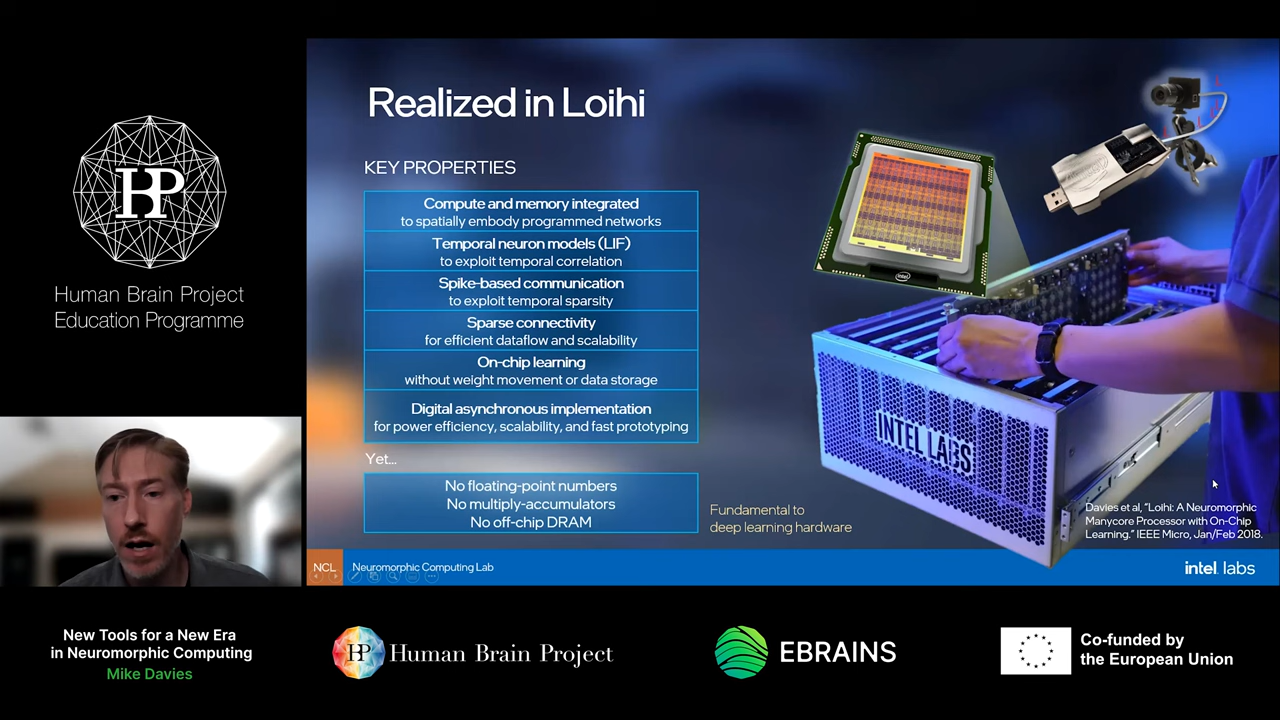 HP
Human Brain Project
Education Programme
Realized in Loihi
KEY PROPERTIES
Compute and memory integrated
to spatially embody programmed networks
Temporal neuron models (LIF)
to exploit temporal correlation
Spike-based communication
to exploit temporal sparsity
Sparse connectivity
for efficient dataflow and scalability
On-chip learning
without weight movement or data storage
Digital asynchronous implementation
for power efficiency, scalability, and fast prototyping
Yet...
No floating-point numbers
No multiply-accumulators
No off-chip DRAM
Fundamental to
deep learning hardware
intel
INTEL LABS
Davies et al, “Loihi: A Neuromorphic
Manycore Processor with On-Chip
Learning.” IEEE Micro, Jan/Feb 2018.
NCL
Neuromorphic Computing Lab
intel labs
New Tools for a New Era
in Neuromorphic Computing
Mike Davies
HP
Human Brain Project
EBRAINS
Co-funded by
the European Union